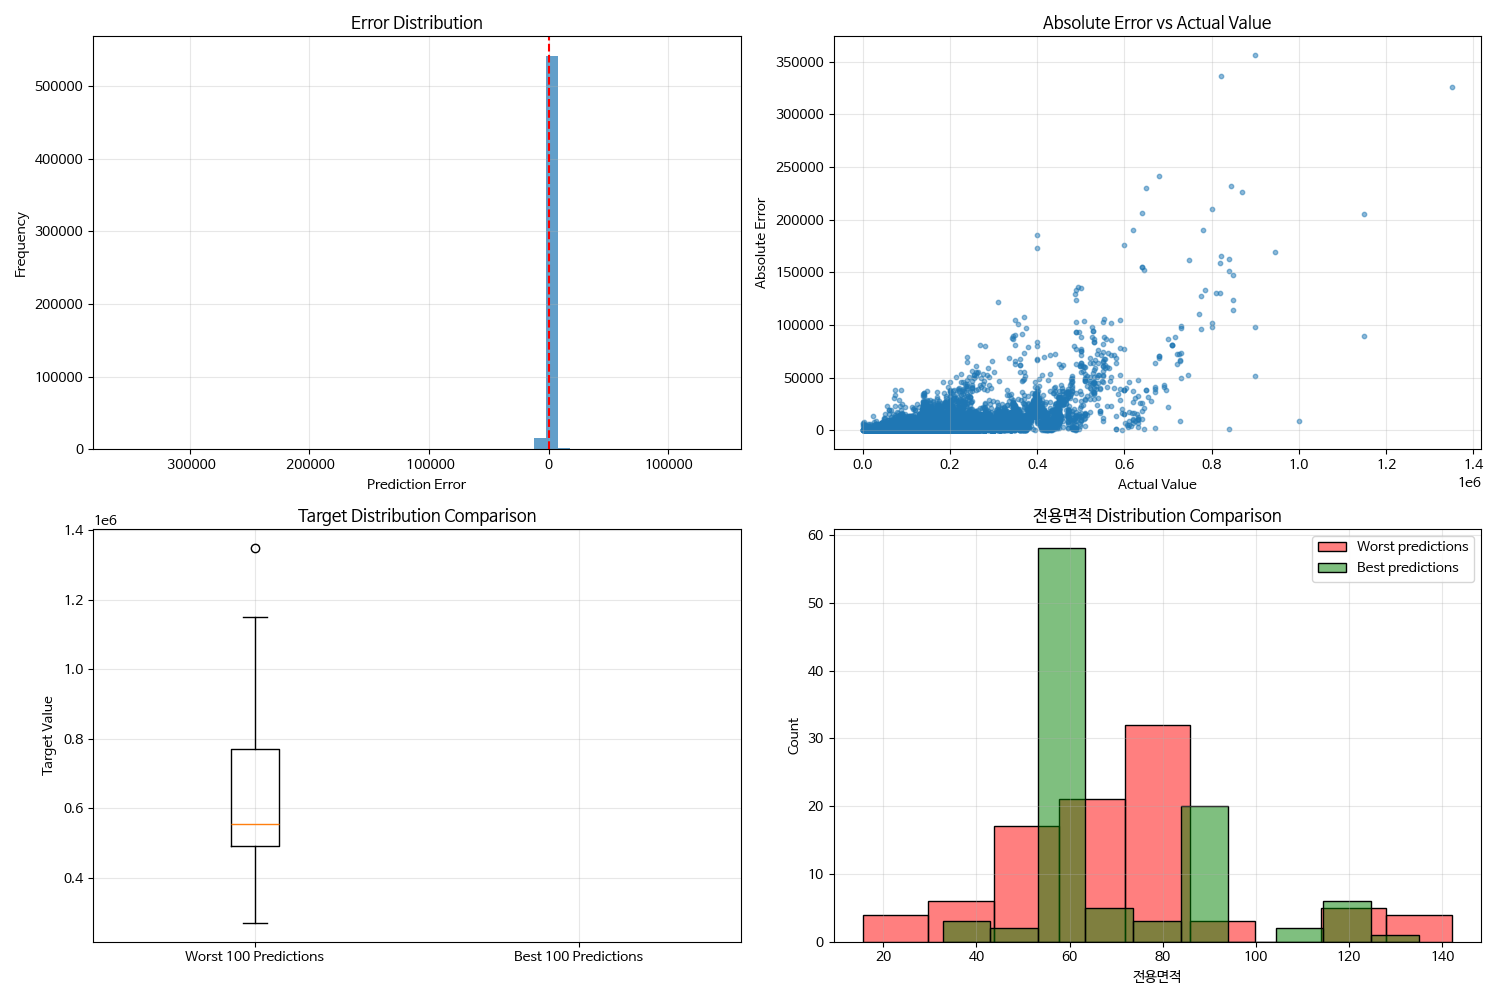 Error Distribution
Frequency
500000
400000
300000
200000
100000
0
300000 200000 100000 0 100000
Prediction Error
Absolute Error vs Actual Value
Absolute Error
350000
300000
250000
200000
150000
100000
50000
0
0.0 0.2 0.4 0.6 0.8 1.0 1.2 1.4
1e6
Actual Value
Target Distribution Comparison
1e6
Target Value
1.4
1.2
1.0
0.8
0.6
0.4
Worst 100 Predictions Best 100 Predictions
전용면적 Distribution Comparison
Worst predictions
Best predictions
Count
60
50
40
30
20
10
0
20 40 60 80 100 120 140
전용면적